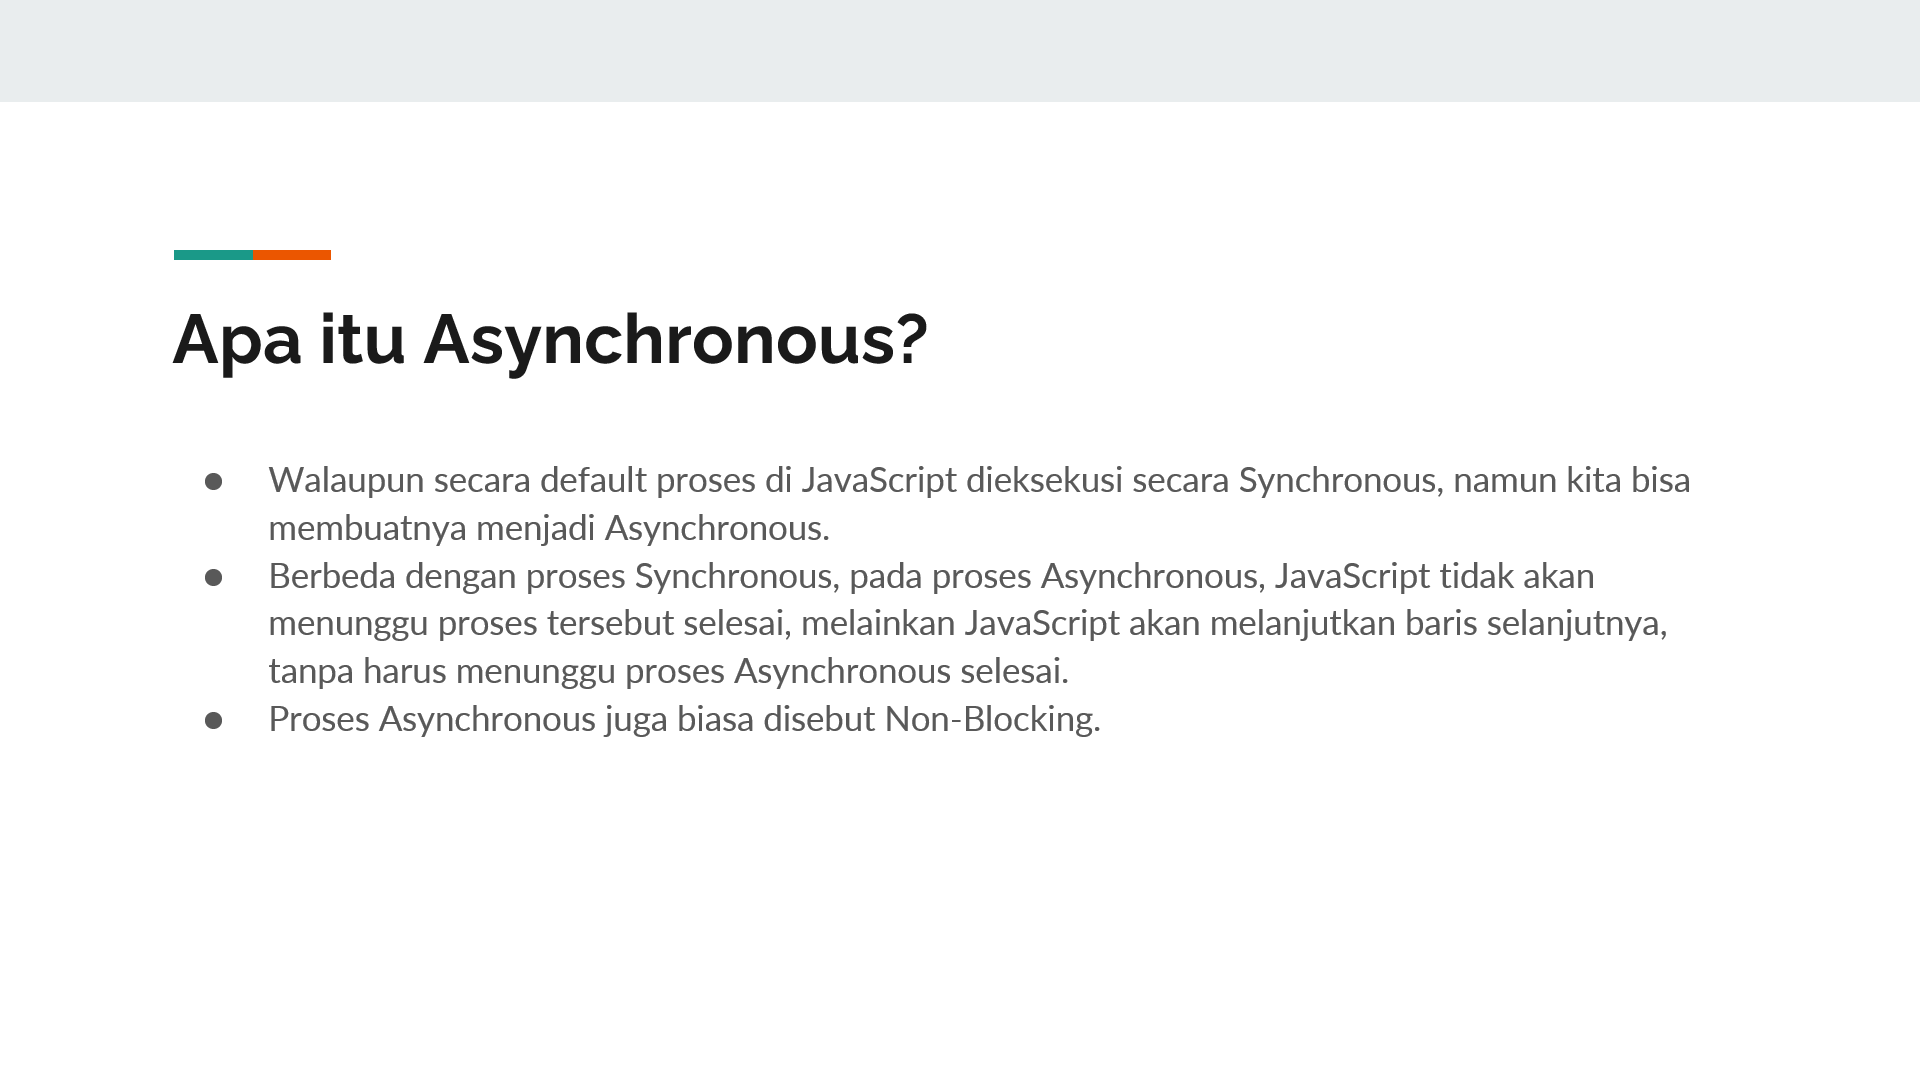 Apa itu Asynchronous?
● Walaupun secara default proses di JavaScript dieksekusi secara Synchronous, namun kita bisa
membuatnya menjadi Asynchronous.
● Berbeda dengan proses Synchronous, pada proses Asynchronous, JavaScript tidak akan
menunggu proses tersebut selesai, melainkan JavaScript akan melanjutkan baris selanjutnya,
tanpa harus menunggu proses Asynchronous selesai.
● Proses Asynchronous juga biasa disebut Non-Blocking.